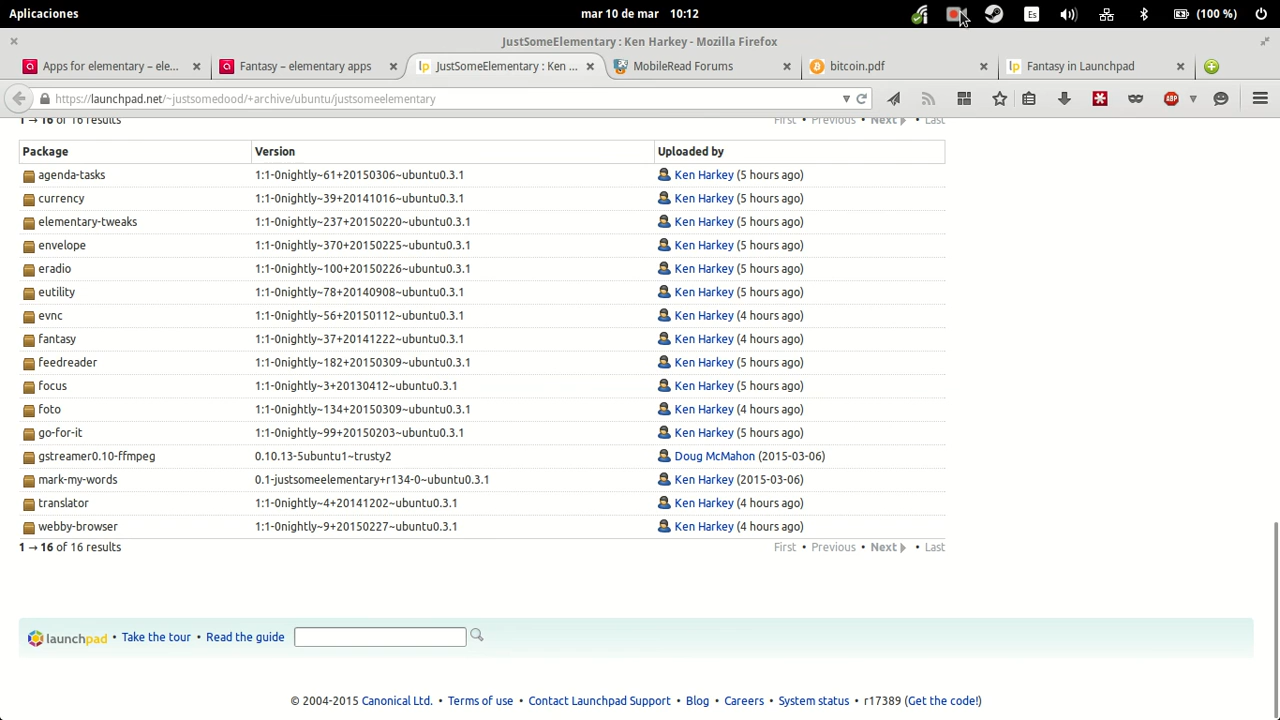 Aplicaciones mar 10 de mar 10:12 Es (100 %)
JustSomeElementary : Ken Harkey - Mozilla Firefox
Apps for elementary – ele... Fantasy – elementary apps JustSomeElementary : Ken ... MobileRead Forums bitcoin.pdf Fantasy in Launchpad
https://launchpad.net/~justsomedood/+archive/ubuntu/justsomeelementary ABP
1 → 16 of 16 results First • Previous • Next • Last
Package Version Uploaded by
agenda-tasks 1:1-0nightly~61+20150306~ubuntu0.3.1 Ken Harkey (5 hours ago)
currency 1:1-0nightly~39+20141016~ubuntu0.3.1 Ken Harkey (5 hours ago)
elementary-tweaks 1:1-0nightly~237+20150220~ubuntu0.3.1 Ken Harkey (5 hours ago)
envelope 1:1-0nightly~370+20150225~ubuntu0.3.1 Ken Harkey (5 hours ago)
eradio 1:1-0nightly~100+20150226~ubuntu0.3.1 Ken Harkey (5 hours ago)
eutility 1:1-0nightly~78+20140908~ubuntu0.3.1 Ken Harkey (5 hours ago)
evnc 1:1-0nightly~56+20150112~ubuntu0.3.1 Ken Harkey (4 hours ago)
fantasy 1:1-0nightly~37+20141222~ubuntu0.3.1 Ken Harkey (4 hours ago)
feedreader 1:1-0nightly~182+20150309~ubuntu0.3.1 Ken Harkey (5 hours ago)
focus 1:1-0nightly~3+20130412~ubuntu0.3.1 Ken Harkey (5 hours ago)
foto 1:1-0nightly~134+20150309~ubuntu0.3.1 Ken Harkey (4 hours ago)
go-for-it 1:1-0nightly~99+20150203~ubuntu0.3.1 Ken Harkey (5 hours ago)
gstreamer0.10-ffmpeg 0.10.13-5ubuntu1~trusty2 Doug McMahon (2015-03-06)
mark-my-words 0.1-justsomeelementary+r134-0~ubuntu0.3.1 Ken Harkey (2015-03-06)
translator 1:1-0nightly~4+20141202~ubuntu0.3.1 Ken Harkey (4 hours ago)
webby-browser 1:1-0nightly~9+20150227~ubuntu0.3.1 Ken Harkey (4 hours ago)
1 → 16 of 16 results First • Previous • Next • Last
launchpad • Take the tour • Read the guide
© 2004-2015 Canonical Ltd. • Terms of use • Contact Launchpad Support • Blog • Careers • System status • r17389 (Get the code!)